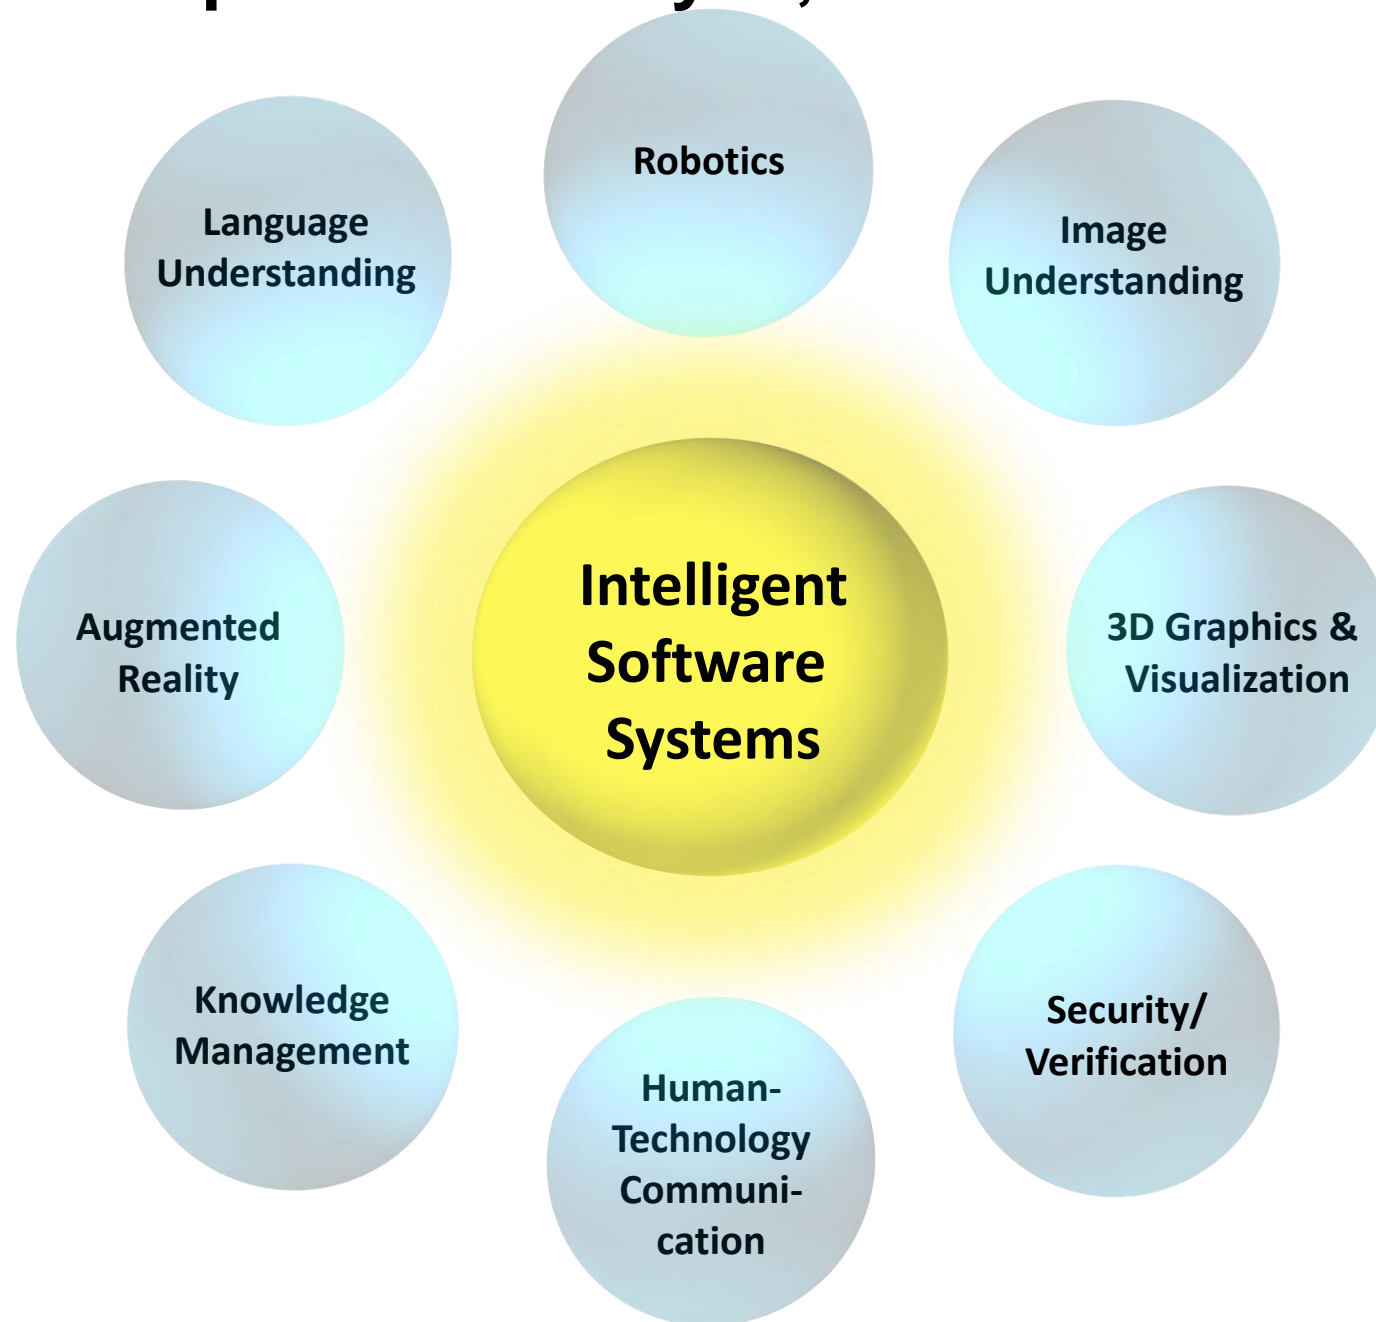 Robotics
Language
Understanding
Image
Understanding
Intelligent
Software
Systems
Augmented
Reality
3D Graphics &
Visualization
Knowledge
Management
Security/
Verification
Human-
Technology
Communi-
cation